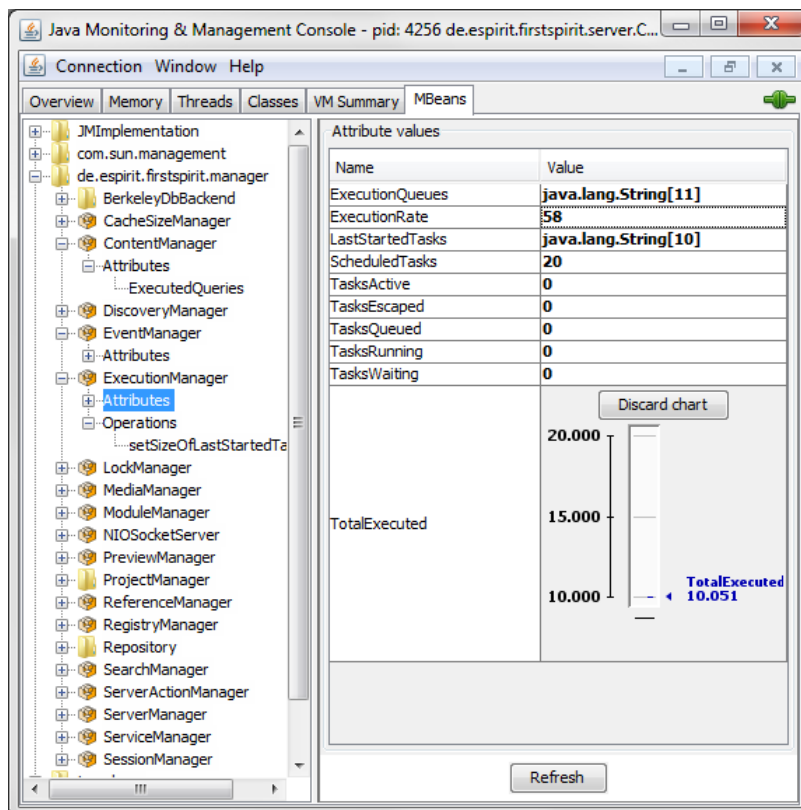 Java Monitoring & Management Console - pid: 4256 de.espirit.firstspirit.server.C...
Connection Window Help
Overview Memory Threads Classes VM Summary MBeans
JMImplementation
com.sun.management
de.espirit.firstspirit.manager
BerkeleyDbBackend
CacheSizeManager
ContentManager
Attributes
ExecutedQueries
DiscoveryManager
EventManager
Attributes
ExecutionManager
Attributes
Operations
setSizeOfLastStartedTa
LockManager
MediaManager
ModuleManager
NIOSocketServer
PreviewManager
ProjectManager
ReferenceManager
RegistryManager
Repository
SearchManager
ServerActionManager
ServerManager
ServiceManager
SessionManager
Attribute values
Name Value
ExecutionQueues java.lang.String[11]
ExecutionRate 58
LastStartedTasks java.lang.String[10]
ScheduledTasks 20
TasksActive 0
TasksEscaped 0
TasksQueued 0
TasksRunning 0
TasksWaiting 0
TotalExecuted
Discard chart
20.000
15.000
10.000
TotalExecuted
10.051
Refresh